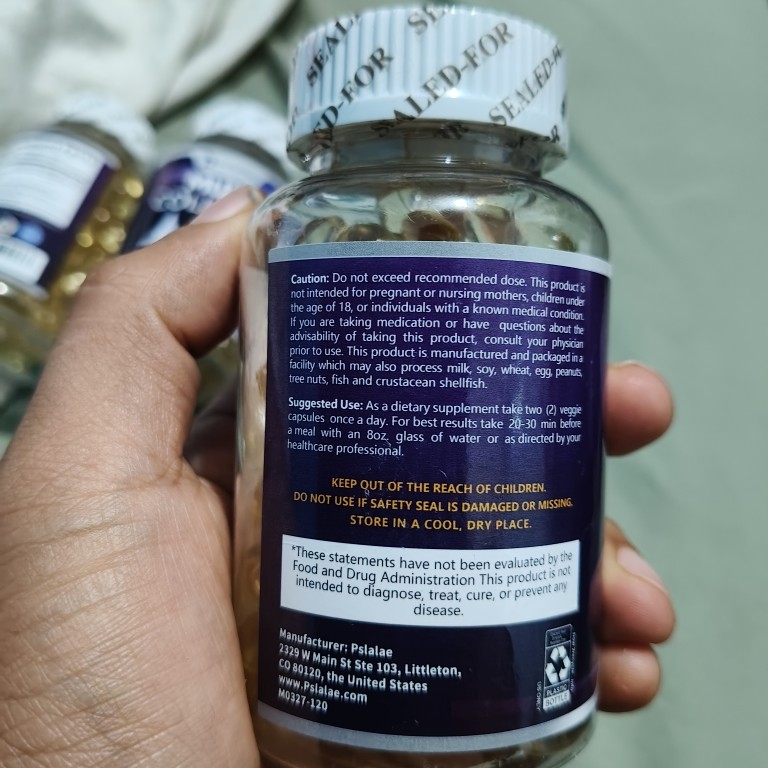 SEALED-FOR
SEALED-FOR
Caution: Do not exceed recommended dose. This product is
not intended for pregnant or nursing mothers, children under
the age of 18, or individuals with a known medical condition.
If you are taking medication or have questions about the
advisability of taking this product, consult your physician
prior to use. This product is manufactured and packaged in a
facility which may also process milk, soy, wheat, egg, peanuts,
tree nuts, fish and crustacean shellfish.
Suggested Use: As a dietary supplement take two (2) veggie
capsules once a day. For best results take 20-30 min before
a meal with an 8oz. glass of water or as directed by your
healthcare professional.
KEEP OUT OF THE REACH OF CHILDREN.
DO NOT USE IF SAFETY SEAL IS DAMAGED OR MISSING.
STORE IN A COOL, DRY PLACE.
*These statements have not been evaluated by the
Food and Drug Administration This product is not
intended to diagnose, treat, cure, or prevent any
disease.
Manufacturer: Pslalae
2329 W Main St Ste 103, Littleton,
CO 80120, the United States
www.Pslalae.com
M0327-120
PLASTIC
BOTTLE